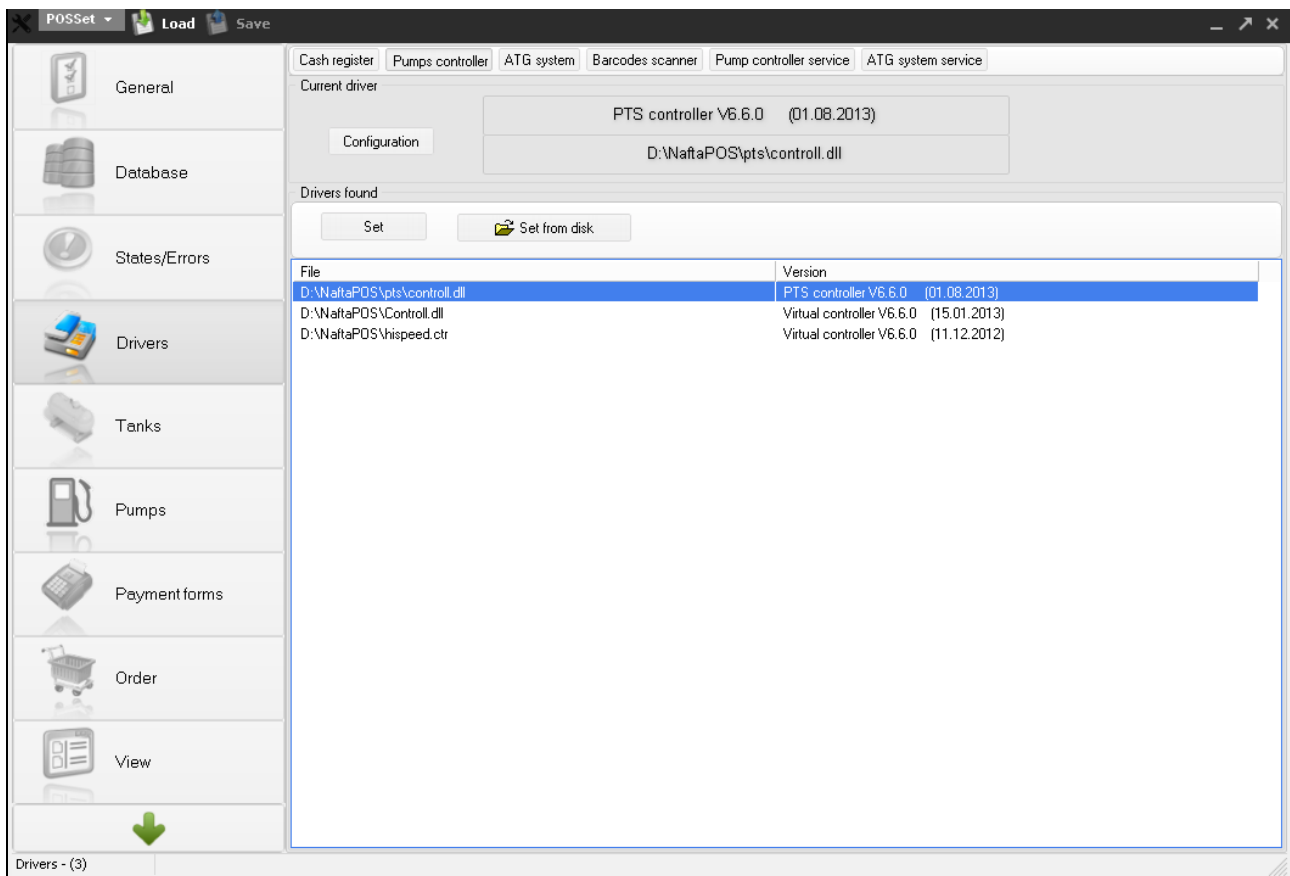 POSSet Load Save
Cash register Pumps controller ATG system Barcodes scanner Pump controller service ATG system service
General
Database
States/Errors
Drivers
Tanks
Pumps
Payment forms
Order
View
Current driver
Configuration
PTS controller V6.6.0 (01.08.2013)
D:\NaftaPOS\pts\controll.dll
Drivers found
Set Set from disk
File Version
D:\NaftaPOS\pts\controll.dll PTS controller V6.6.0 (01.08.2013)
D:\NaftaPOS\Controll.dll Virtual controller V6.6.0 (15.01.2013)
D:\NaftaPOS\hispeed.ctr Virtual controller V6.6.0 (11.12.2012)
Drivers - (3)